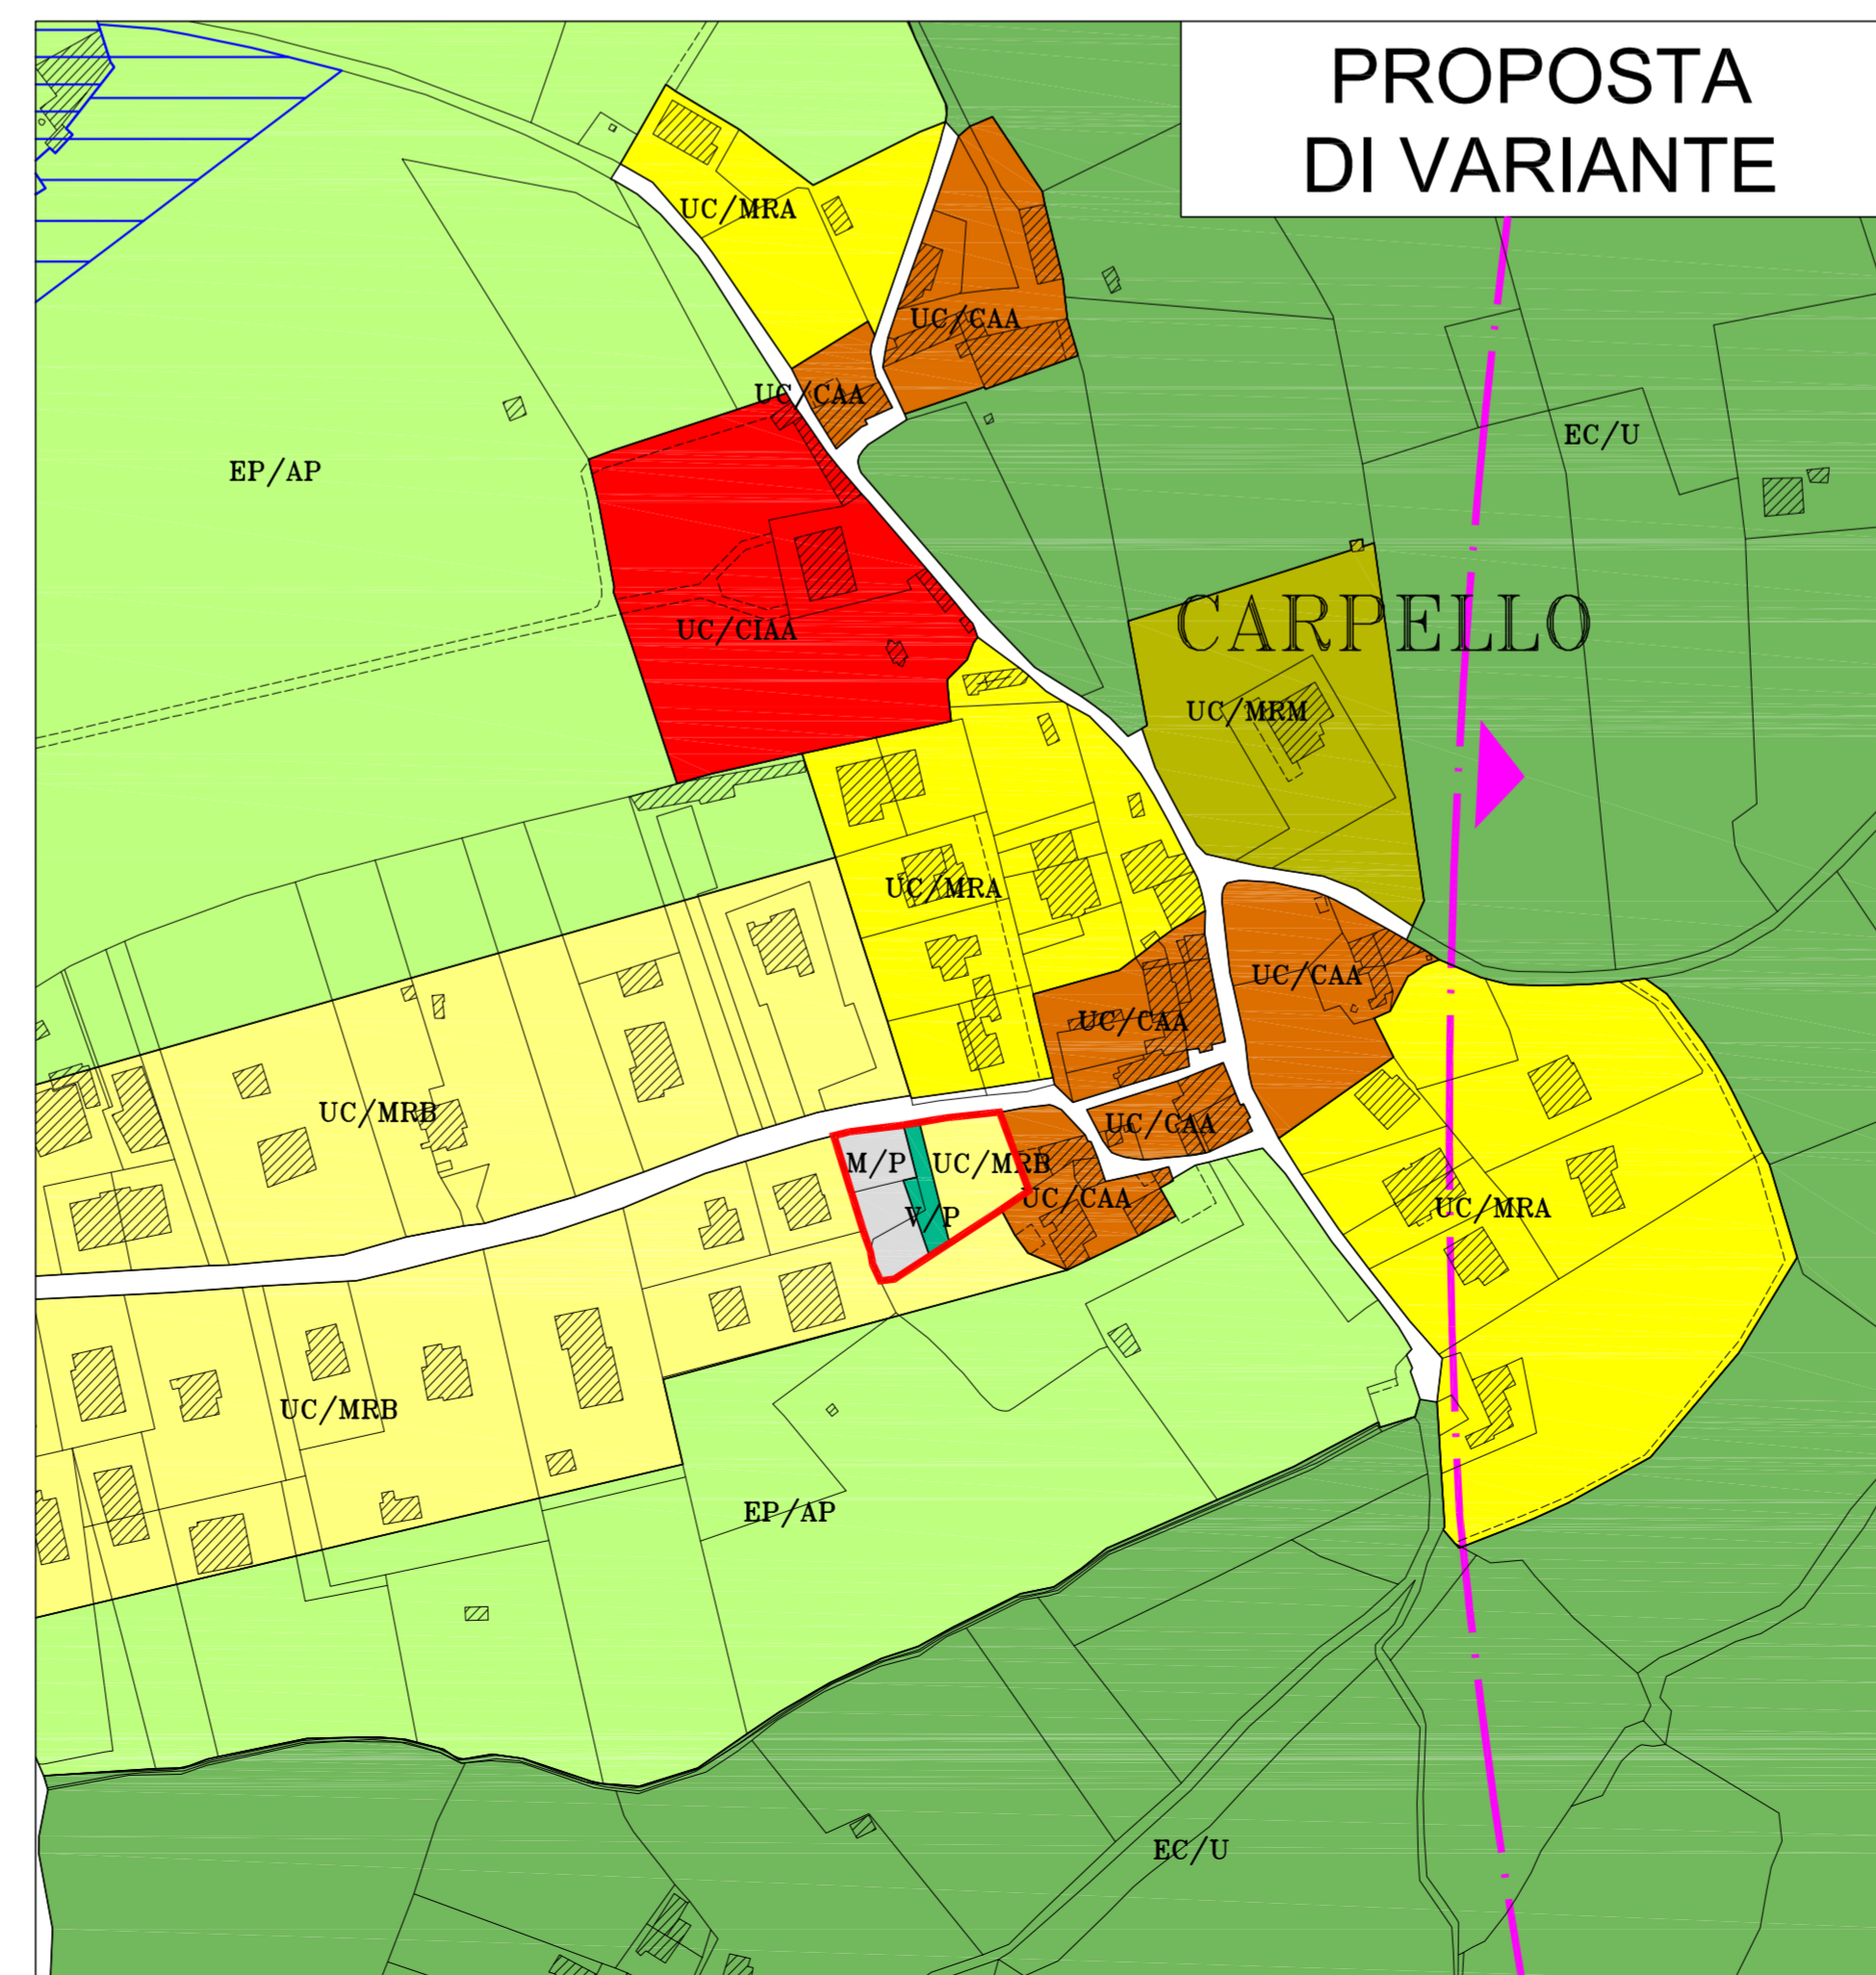 PROPOSTA
DI VARIANTE
UC/MRA
UC/CAA
UC/CAA
EC/U
EP/AP
CARPELLO
UC/CIAA
UC/MRM
UC/MRA
UC/CAA
UC/CAA
UC/MRB
UC/CAA
M/P
UC/MRB
UC/CAA
UC/MRA
V/P
UC/MRB
EP/AP
EC/U